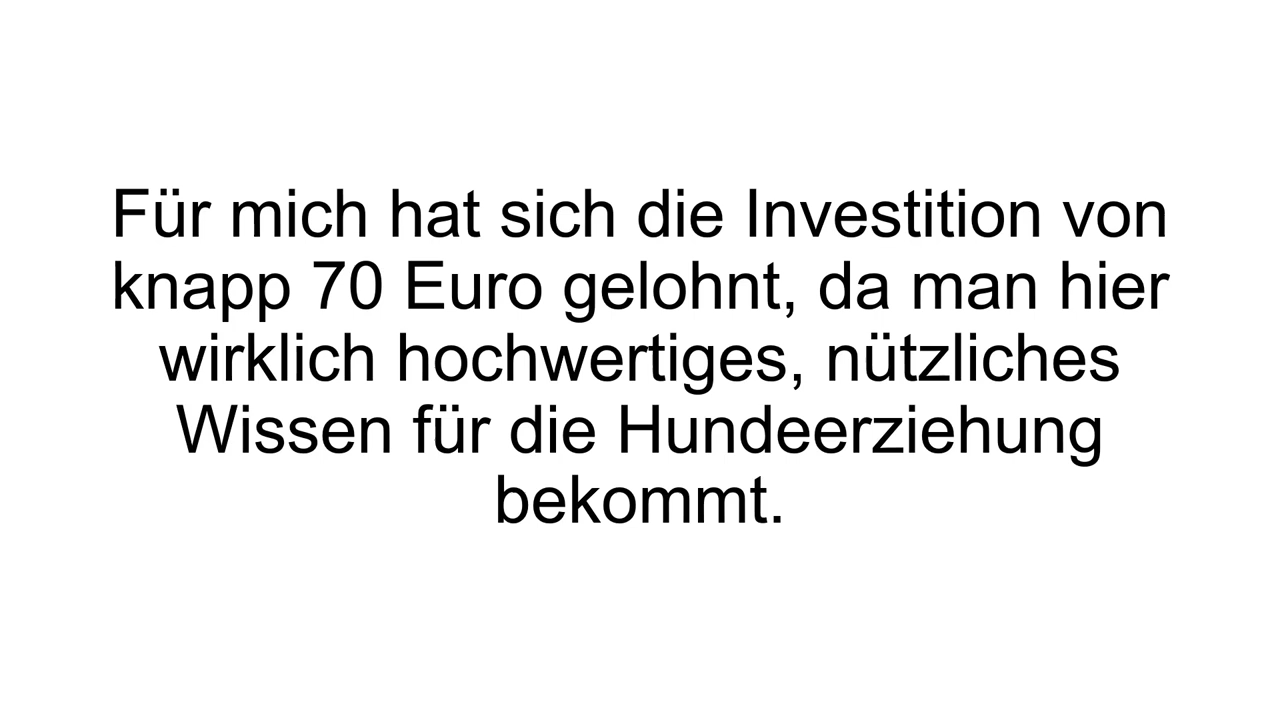 Für mich hat sich die Investition von
knapp 70 Euro gelohnt, da man hier
wirklich hochwertiges, nützliches
Wissen für die Hundeerziehung
bekommt.